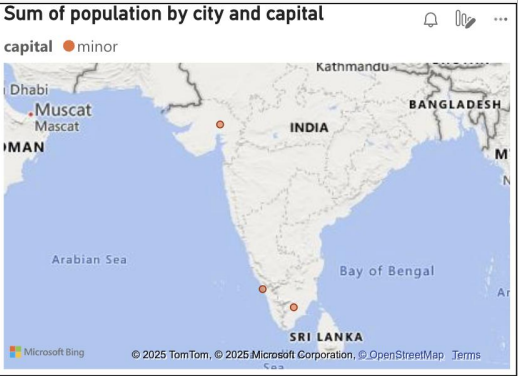 Sum of population by city and capital
capital minor
Kathmandu
Dhabi
Muscat
Mascat
BANGLADESH
INDIA
OMAN
Arabian Sea
Bay of Bengal
SRI LANKA
Microsoft Bing
© 2025 TomTom, © 2025 Microsoft Corporation, © OpenStreetMap Terms
Sea